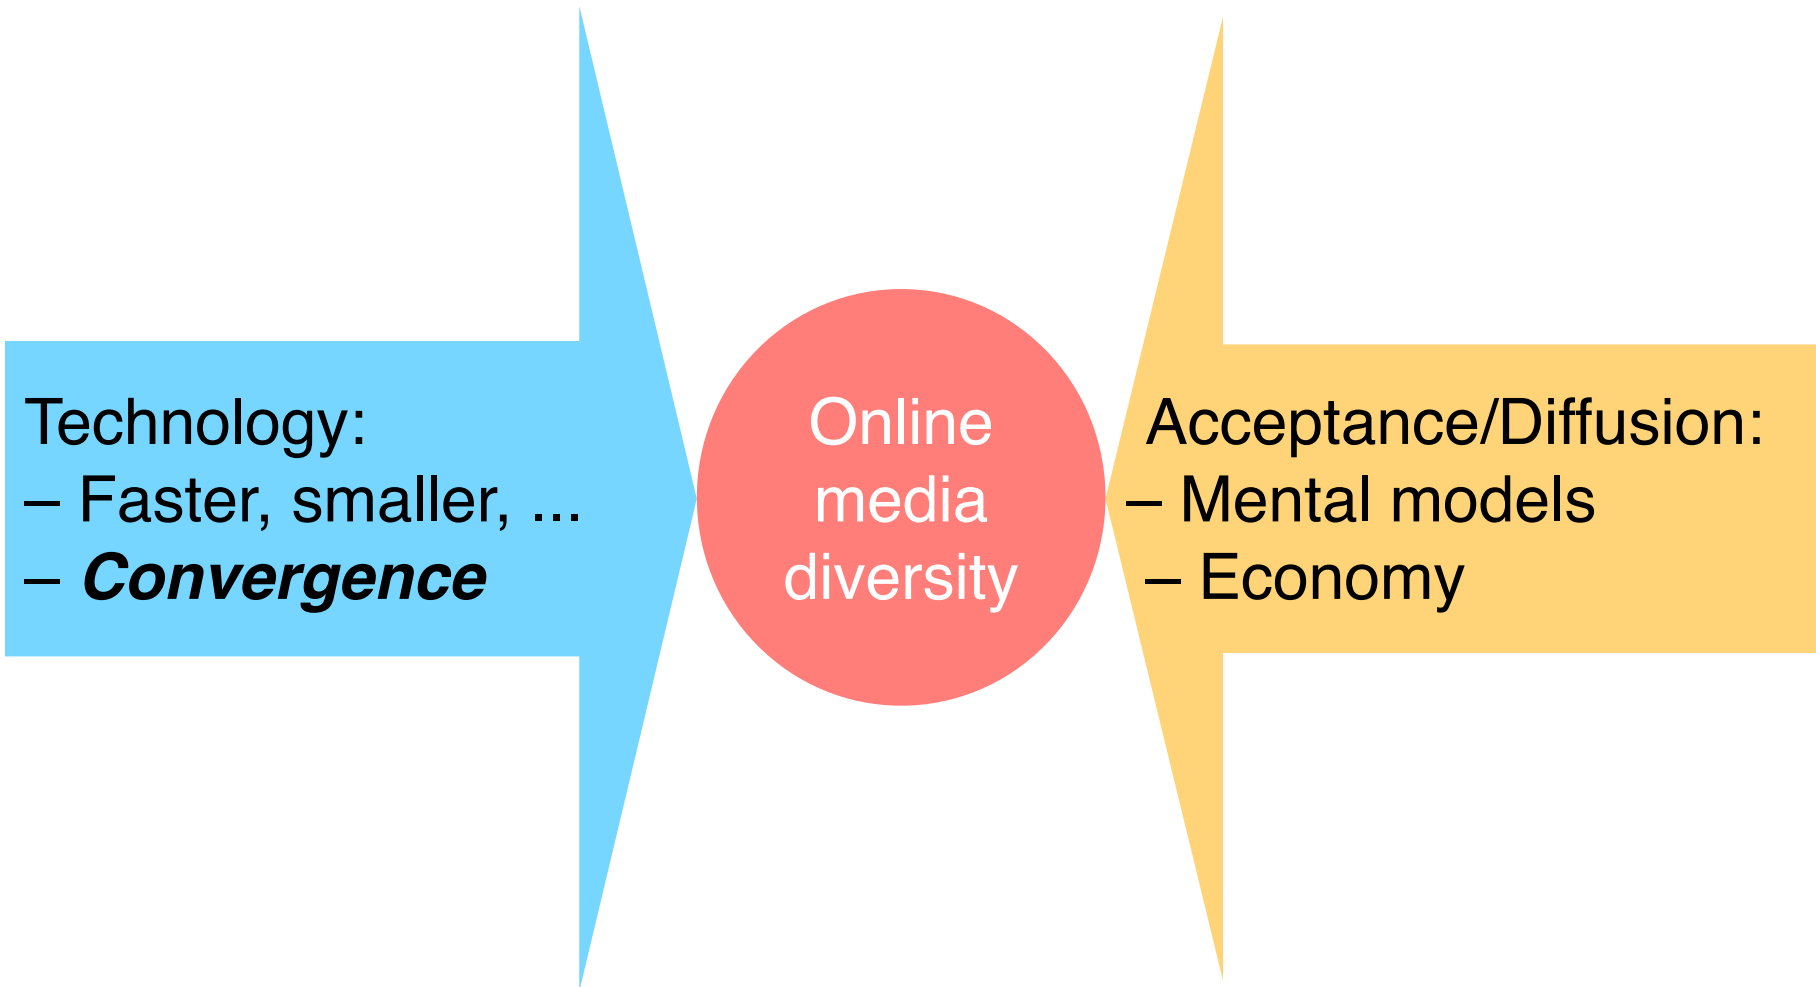 Technology:
– Faster, smaller, ...
– Convergence
Online
media
diversity
Acceptance/Diffusion:
– Mental models
– Economy